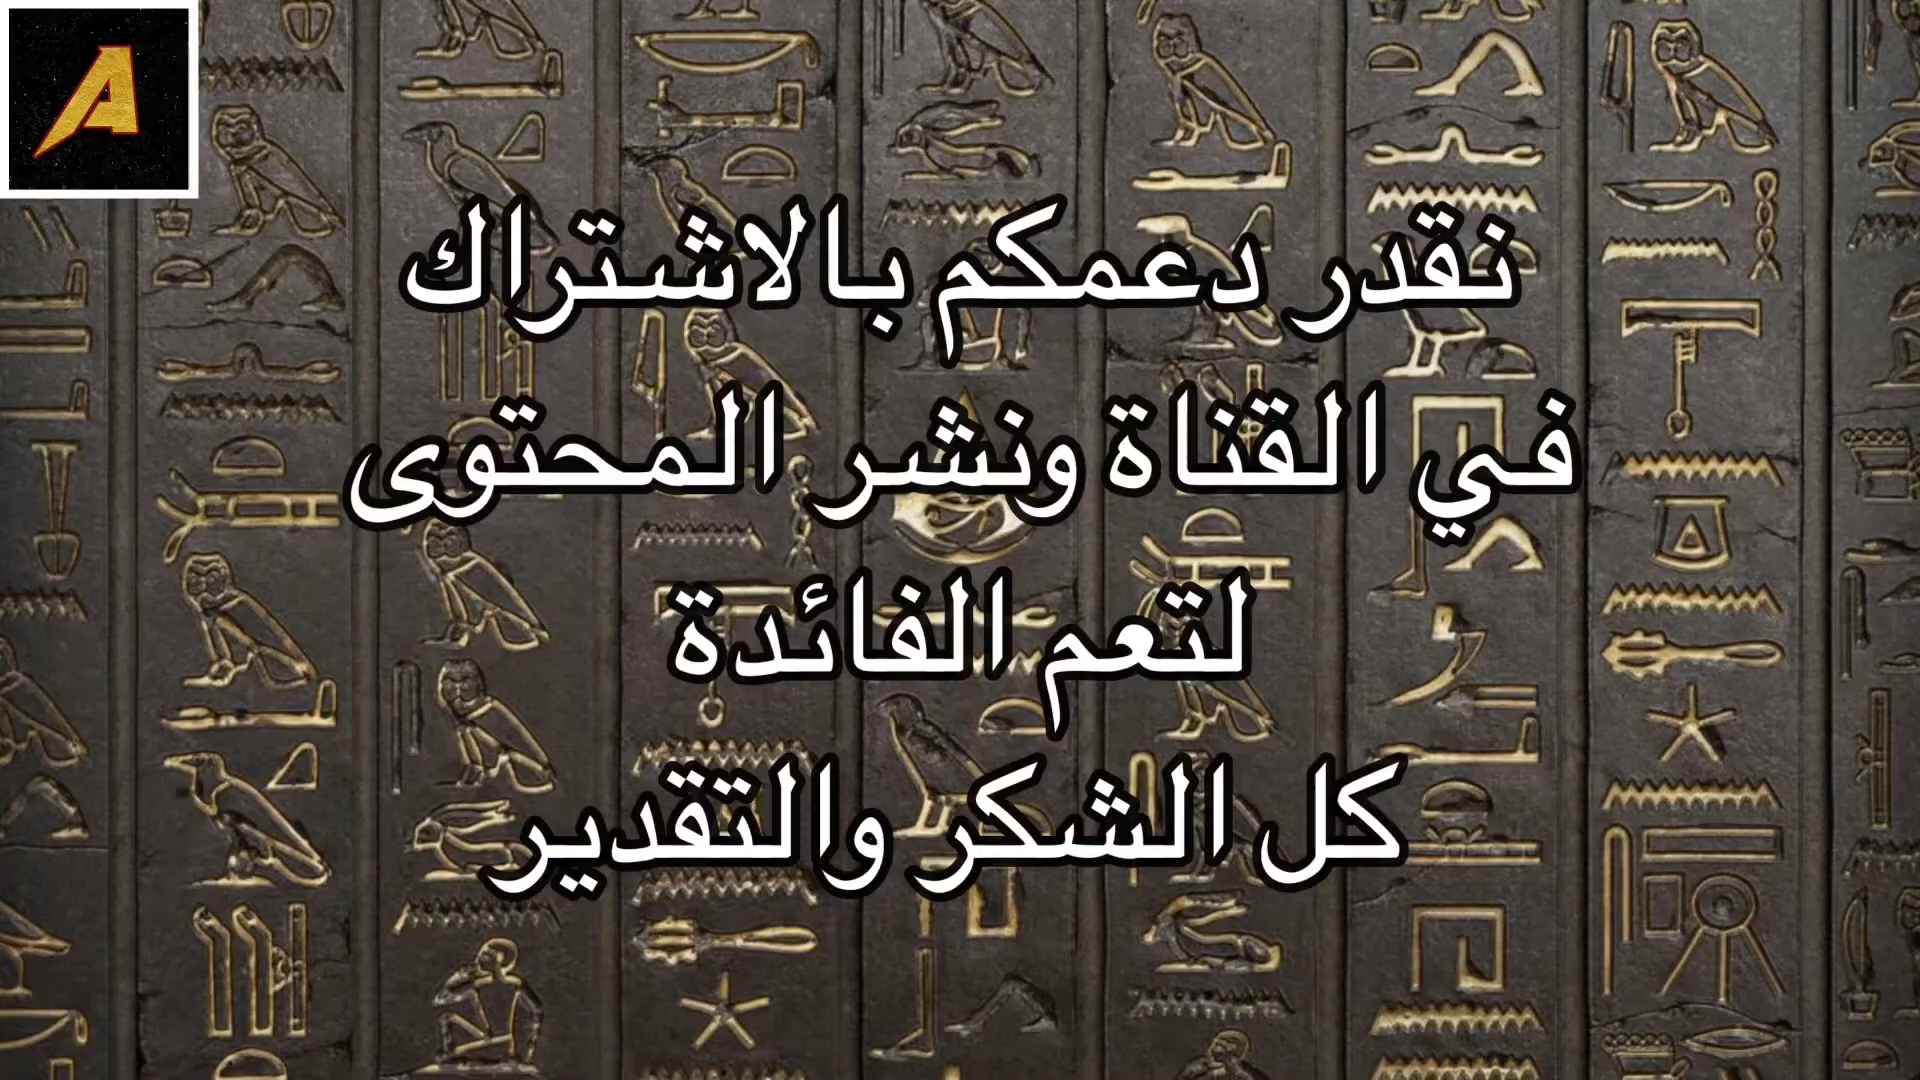 A
نقدر دعمكم بالاشتراك
في القناة ونشر المحتوى
لتعم الفائدة
كل الشكر والتقدير